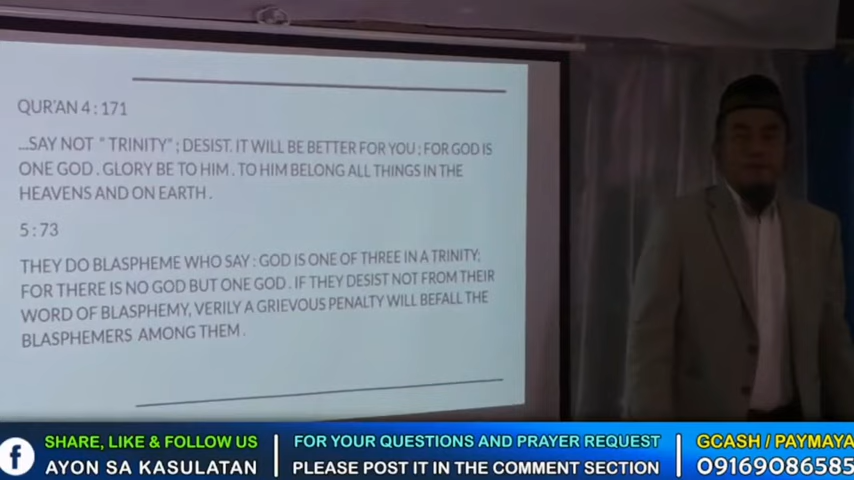 QUR'AN 4:171
...SAY NOT "TRINITY"; DESIST. IT WILL BE BETTER FOR YOU; FOR GOD IS
ONE GOD. GLORY BE TO HIM. TO HIM BELONG ALL THINGS IN THE
HEAVENS AND ON EARTH.
5:73
THEY DO BLASPHEME WHO SAY: GOD IS ONE OF THREE IN A TRINITY;
FOR THERE IS NO GOD BUT ONE GOD. IF THEY DESIST NOT FROM THEIR
WORD OF BLASPHEMY, VERILY A GRIEVOUS PENALTY WILL BEFALL THE
BLASPHEMERS AMONG THEM.
f
SHARE, LIKE & FOLLOW US
AYON SA KASULATAN
FOR YOUR QUESTIONS AND PRAYER REQUEST
PLEASE POST IT IN THE COMMENT SECTION
GCASH / PAYMAYA
09169086585